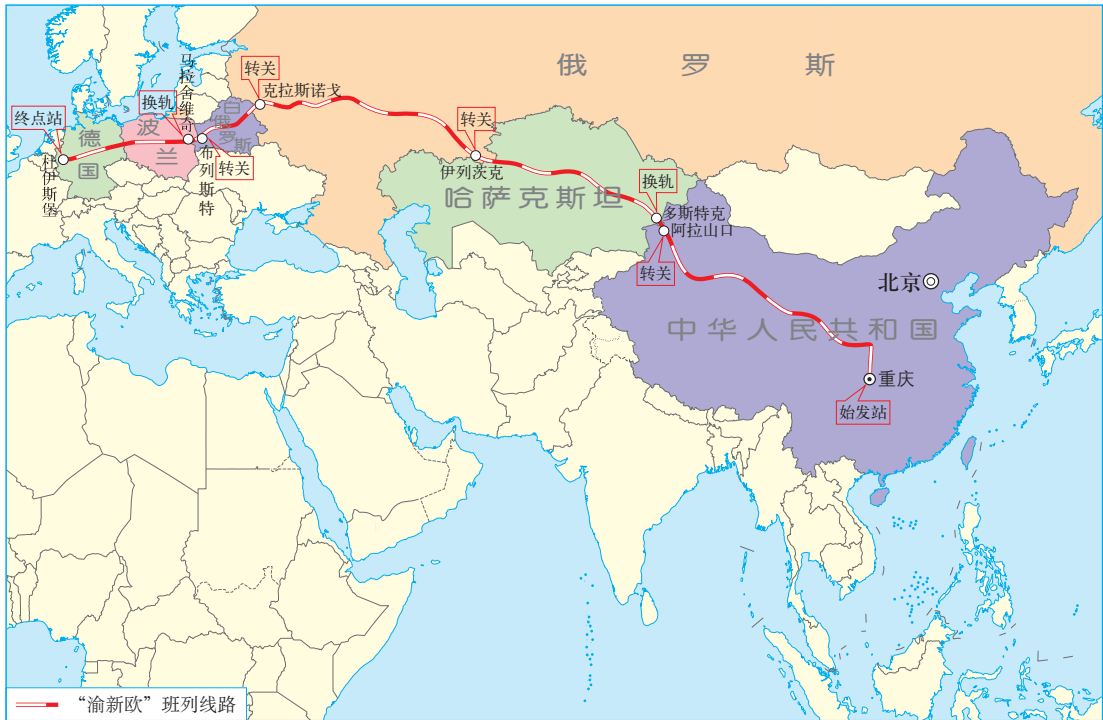 俄罗斯
转关
马拉舍维奇
克拉斯诺戈
换轨
白俄罗斯
终点站
波兰
德国
转关
杜伊斯堡
布列斯特
转关
伊列茨克
换轨
哈萨克斯坦
多斯特克
阿拉山口
转关
北京
中华人民共和国
重庆
始发站
“渝新欧”班列线路